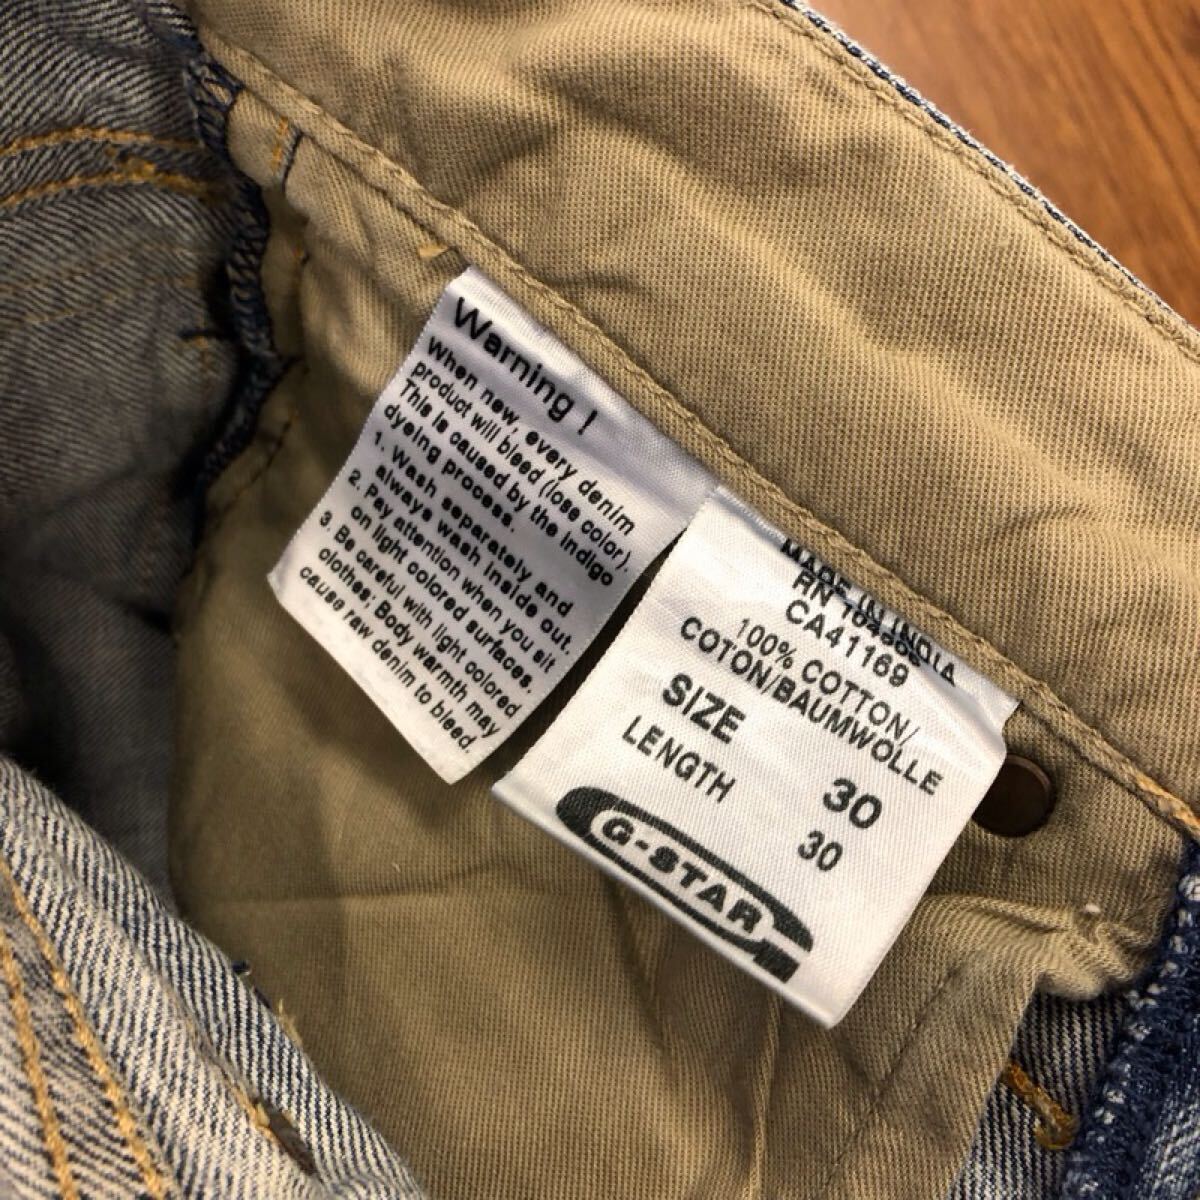 Warning !
When new, every denim
product will bleed (lose color).
This is caused by the Indigo
dyeing process.
1. Wash separately and
always wash inside out.
2. Pay attention when you sit
on light colored surfaces.
3. Be careful with light colored
clothes; Body warmth may
cause raw denim to bleed.
MADE IN INDIA
RN
CA41169
100% COTTON/
COTON/BAUMWOLLE
SIZE 30
LENGTH 30
G-STAR